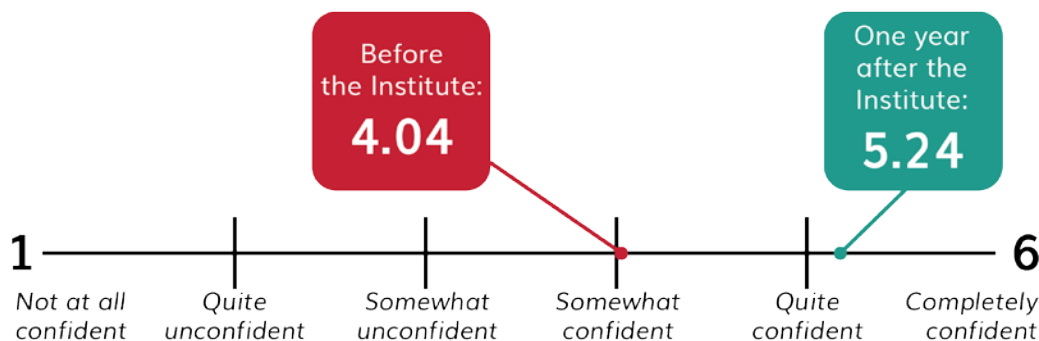 Before
the Institute:
4.04
One year
after the
Institute:
5.24
1
6
Not at all
confident
Quite
unconfident
Somewhat
unconfident
Somewhat
confident
Quite
confident
Completely
confident